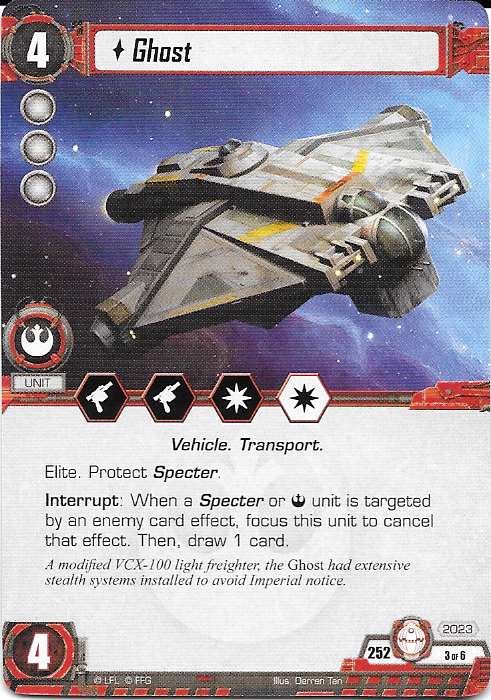 4
Ghost
UNIT
Vehicle. Transport.
Elite. Protect Specter.
Interrupt: When a Specter or unit is targeted
by an enemy card effect, focus this unit to cancel
that effect. Then, draw 1 card.
A modified VCX-100 light freighter, the Ghost had extensive
stealth systems installed to avoid Imperial notice.
4
2023
252
3 OF 6
© LFL © FFG
Illus. Darren Tan